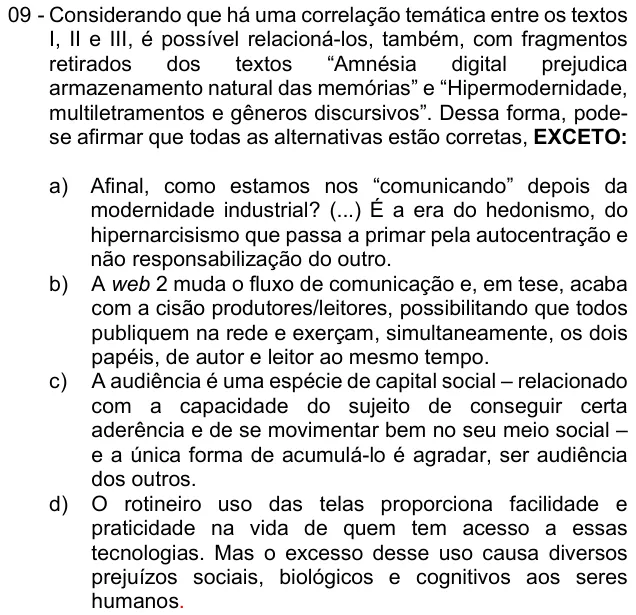 09 - Considerando que há uma correlação temática entre os textos
I, II e III, é possível relacioná-los, também, com fragmentos
retirados dos textos “Amnésia digital prejudica
armazenamento natural das memórias” e “Hipermodernidade,
multiletramentos e gêneros discursivos”. Dessa forma, pode-
se afirmar que todas as alternativas estão corretas, EXCETO:
a) Afinal, como estamos nos “comunicando” depois da
modernidade industrial? (...) É a era do hedonismo, do
hipernarcisismo que passa a primar pela autocentração e
não responsabilização do outro.
b) A web 2 muda o fluxo de comunicação e, em tese, acaba
com a cisão produtores/leitores, possibilitando que todos
publiquem na rede e exerçam, simultaneamente, os dois
papéis, de autor e leitor ao mesmo tempo.
c) A audiência é uma espécie de capital social – relacionado
com a capacidade do sujeito de conseguir certa
aderência e de se movimentar bem no seu meio social –
e a única forma de acumulá-lo é agradar, ser audiência
dos outros.
d) O rotineiro uso das telas proporciona facilidade e
praticidade na vida de quem tem acesso a essas
tecnologias. Mas o excesso desse uso causa diversos
prejuízos sociais, biológicos e cognitivos aos seres
humanos.